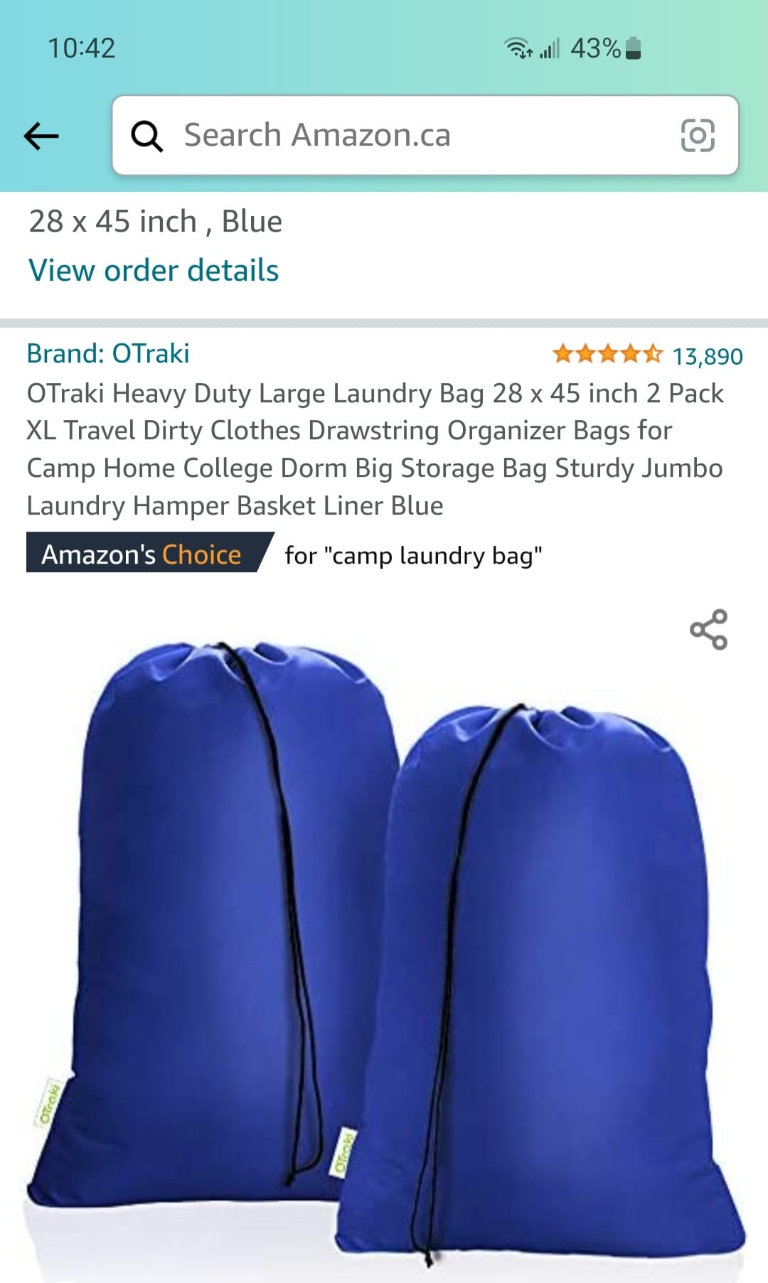 10:42
43%
Search Amazon.ca
28 x 45 inch , Blue
View order details
Brand: OTraki
13,890
OTraki Heavy Duty Large Laundry Bag 28 x 45 inch 2 Pack
XL Travel Dirty Clothes Drawstring Organizer Bags for
Camp Home College Dorm Big Storage Bag Sturdy Jumbo
Laundry Hamper Basket Liner Blue
Amazon's Choice for "camp laundry bag"
OTraki
OTraki